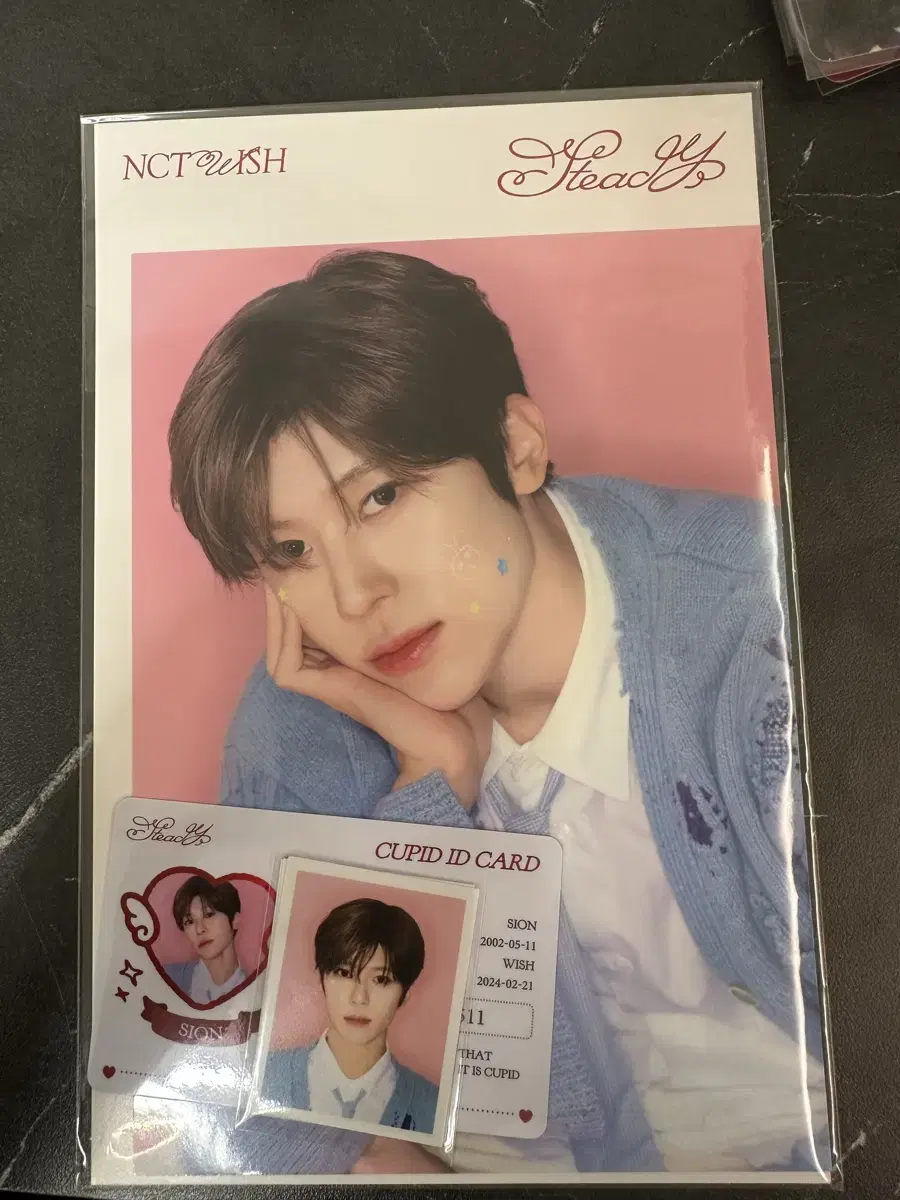 NCT WISH
Steady
Steady
CUPID ID CARD
SION
2002-05-11
WISH
2024-02-21
511
SION
THAT
IT IS CUPID